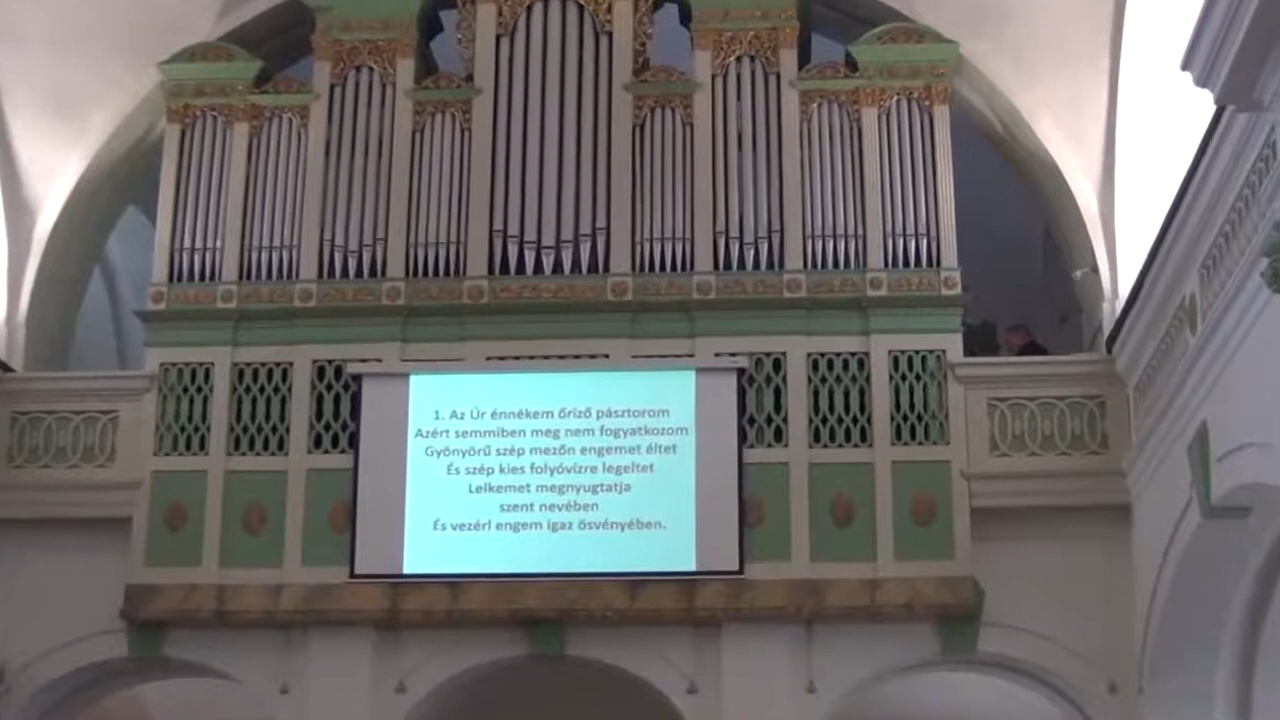 1. Az Úr énnékem őriző pásztorom
Azért semmiben meg nem fogyatkozom
Gyönyörű szép mezőn engemet éltet
És szép kies folyóvízre legeltet
Lelkemet megnyugtatja
szent nevében
És vezérl engem igaz ösvényében.